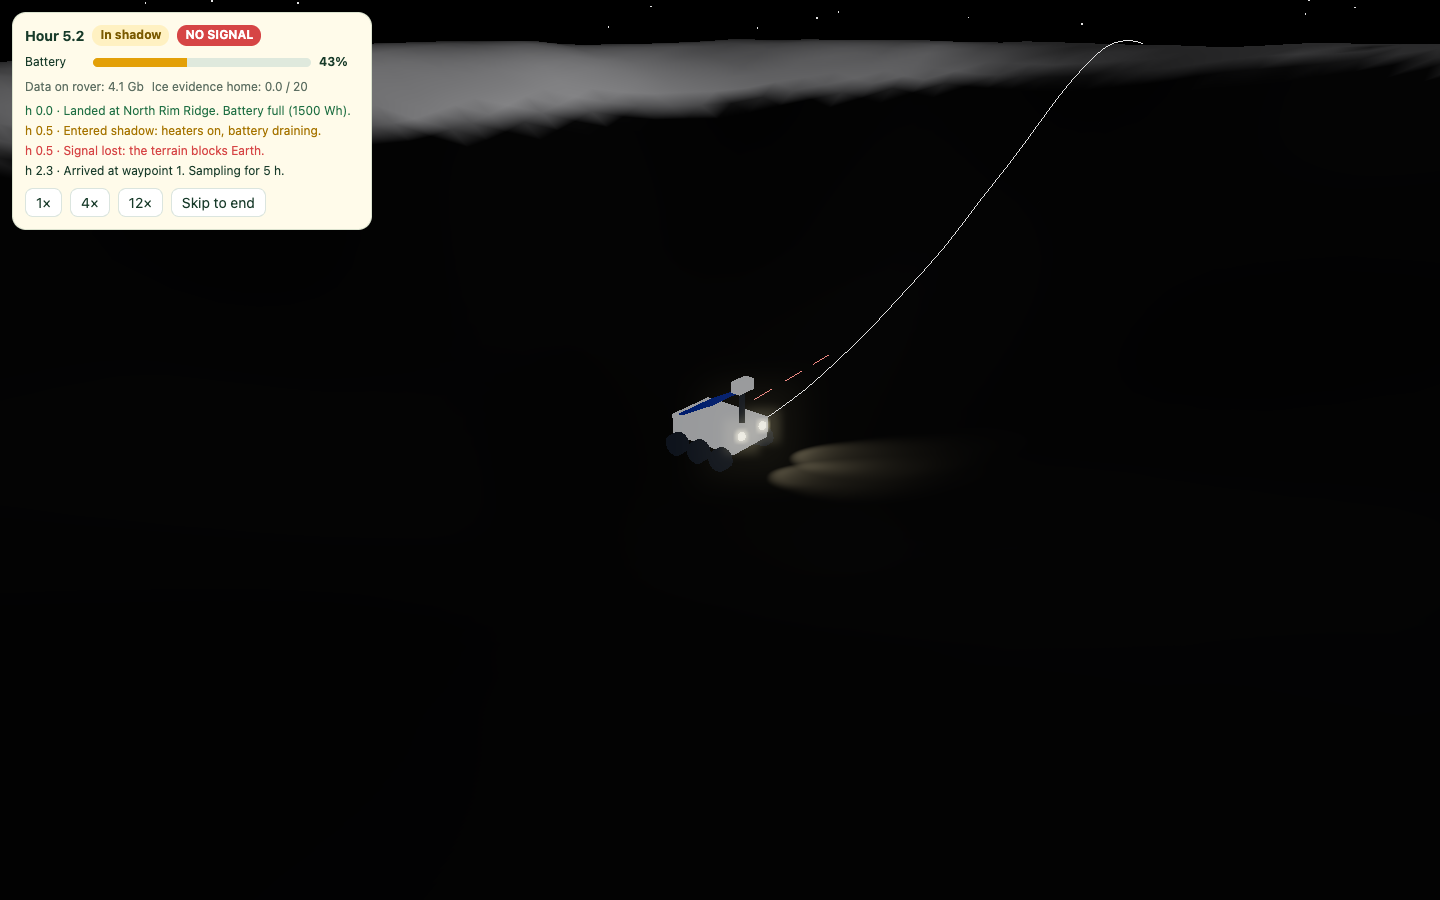 Hour 5.2 In shadow NO SIGNAL
Battery 43%
Data on rover: 4.1 Gb Ice evidence home: 0.0 / 20
h 0.0 · Landed at North Rim Ridge. Battery full (1500 Wh).
h 0.5 · Entered shadow: heaters on, battery draining.
h 0.5 · Signal lost: the terrain blocks Earth.
h 2.3 · Arrived at waypoint 1. Sampling for 5 h.
1× 4× 12× Skip to end